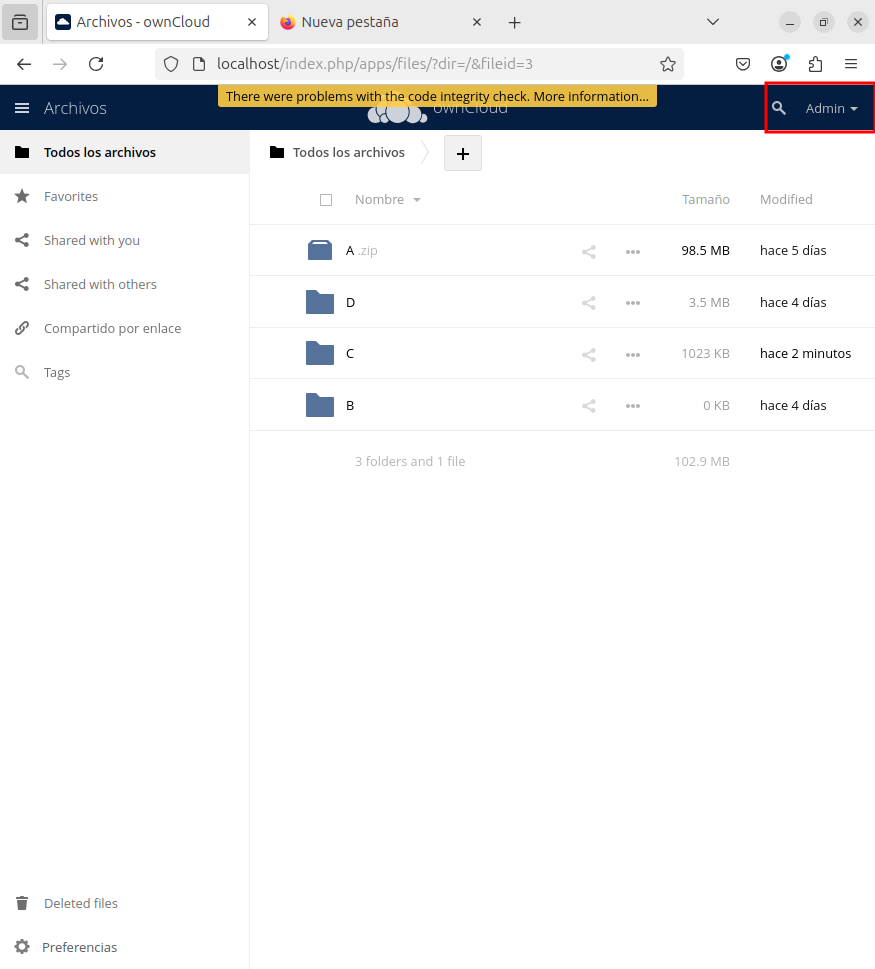 Archivos - ownCloud
Nueva pestaña
localhost/index.php/apps/files/?dir=/&fileid=3
There were problems with the code integrity check. More information...
Archivos
ownCloud
Admin
Todos los archivos
Favorites
Shared with you
Shared with others
Compartido por enlace
Tags
Todos los archivos
Nombre Tamaño Modified
A .zip 98.5 MB hace 5 días
D 3.5 MB hace 4 días
C 1023 KB hace 2 minutos
B 0 KB hace 4 días
3 folders and 1 file 102.9 MB
Deleted files
Preferencias